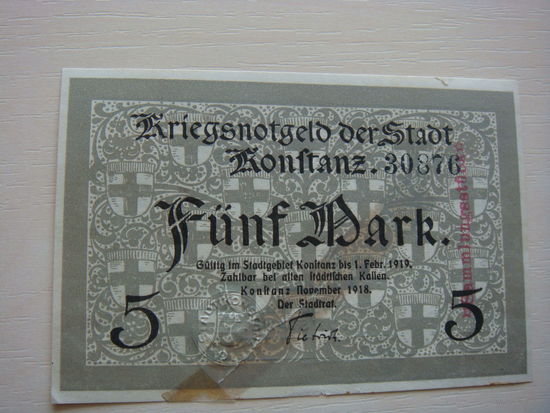 Kriegsnotgeld der Stadt
Konstanz. 30876
Fünf Mark.
Gültig im Stadtgebiet Konstanz bis 1. Febr. 1919.
Zahlbar bei allen städtischen Kassen.
Konstanz November 1918.
Der Stadtrat.
5 5